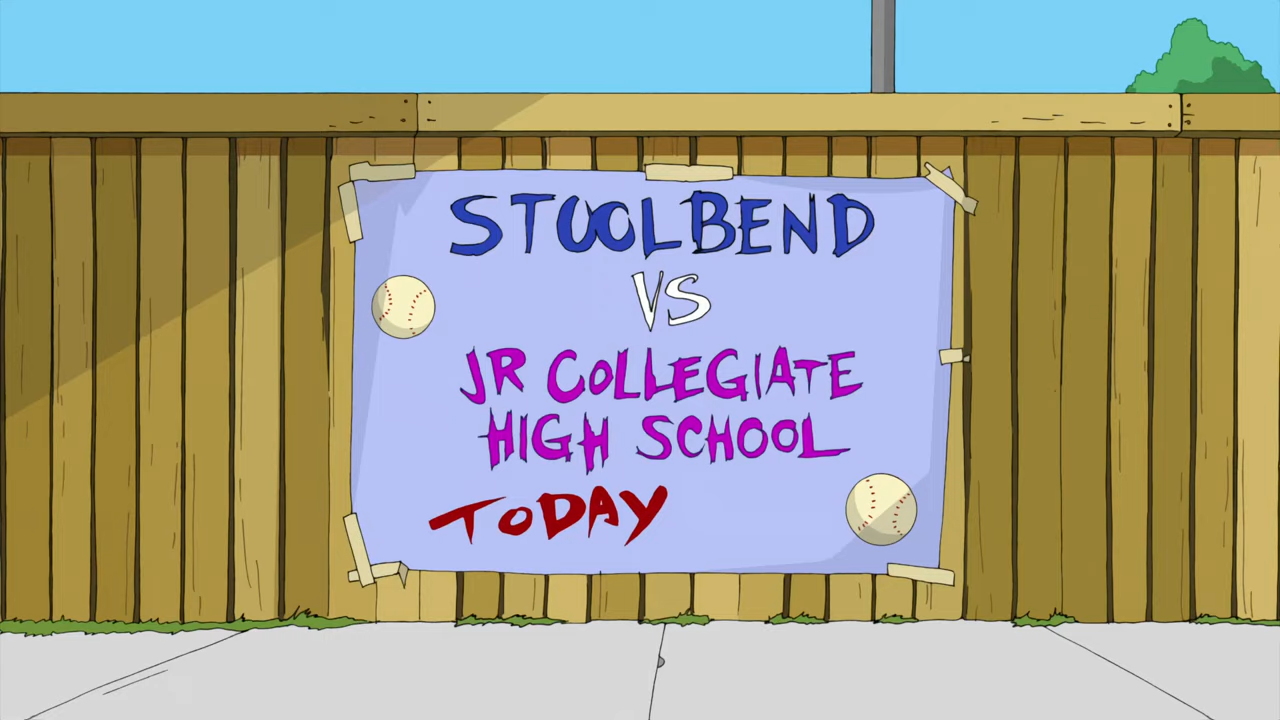 STOOLBEND
VS
JR COLLEGIATE
HIGH SCHOOL
TODAY